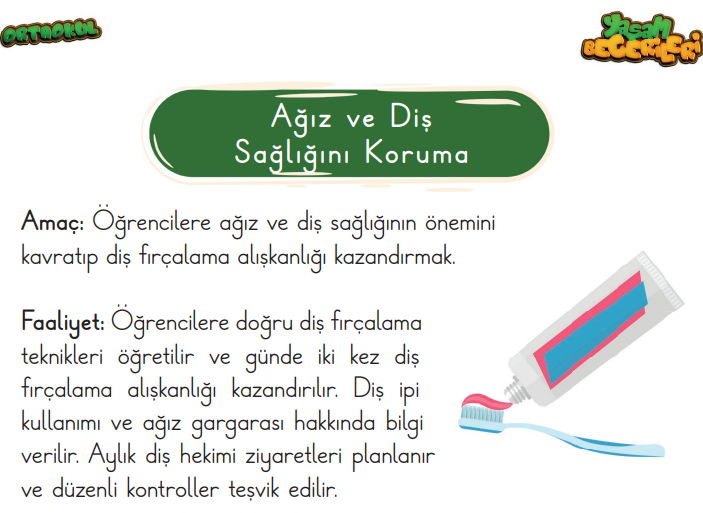 ORTAOKUL
YAŞAM
BECERİLERİ
Ağız ve Diş
Sağlığını Koruma
Amaç: Öğrencilere ağız ve diş sağlığının önemini
kavratıp diş fırçalama alışkanlığı kazandırmak.
Faaliyet: Öğrencilere doğru diş fırçalama
teknikleri öğretilir ve günde iki kez diş
fırçalama alışkanlığı kazandırılır. Diş ipi
kullanımı ve ağız gargarası hakkında bilgi
verilir. Aylık diş hekimi ziyaretleri planlanır
ve düzenli kontroller teşvik edilir.